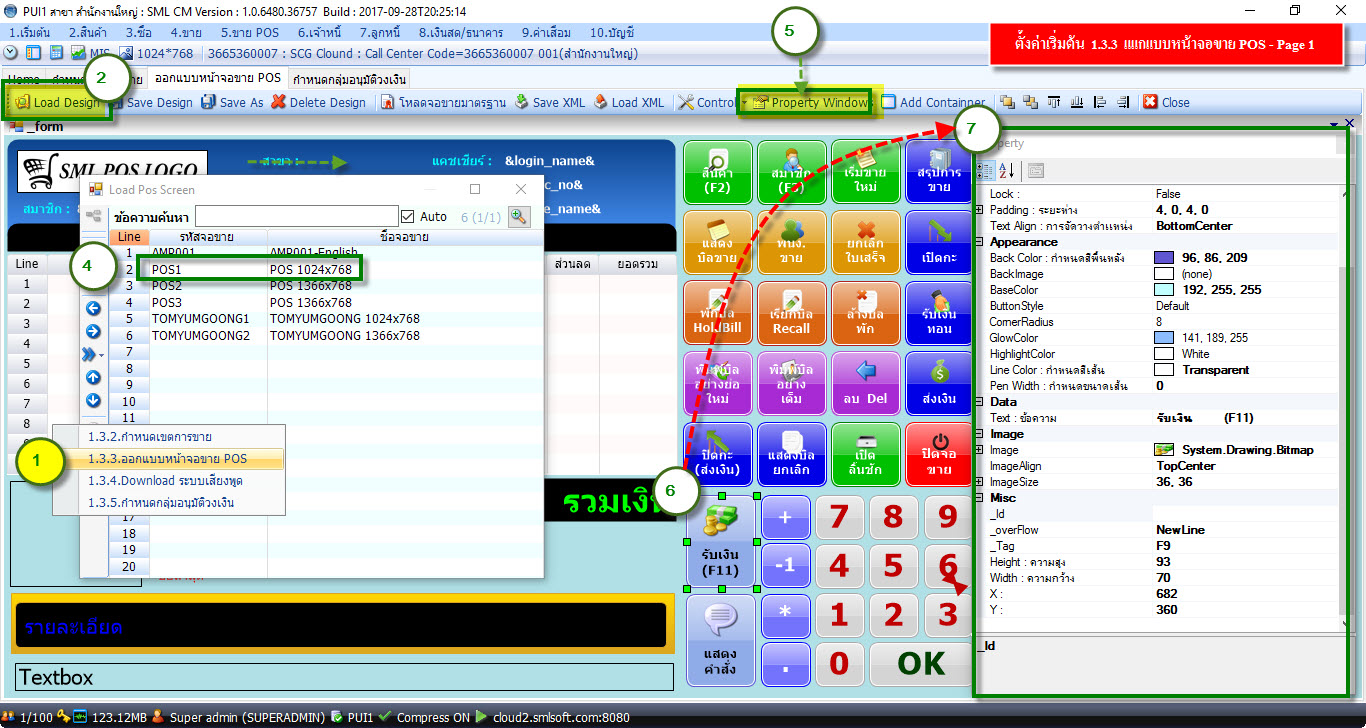 PUI1 สาขา สำนักงานใหญ่ : SML CM Version : 1.0.6480.36757 Build : 2017-09-28T20:25:14
1.เริ่มต้น 2.สินค้า 3.ซื้อ 4.ขาย 5.ขาย POS 6.เจ้าหนี้ 7.ลูกหนี้ 8.เงินสด/ธนาคาร 9.ค่าเสื่อม 10.บัญชี
5
ตั้งค่าเริ่มต้น 1.3.3 แแกแบบหน้าจอขาย POS - Page 1
MIS 1024*768 3665360007 : SCG Clound : Call Center Code=3665360007 001(สำนักงานใหญ่)
Home ออกแบบหน้าจอขาย POS กำหนดกลุ่มอนุมัติวงเงิน
2
Load Design Save Design Save As Delete Design โหลดจอขายมาตรฐาน Save XML Load XML Control Property Window Add Containner Close
_form
7
SML POS LOGO
สาขา : แคชเชียร์ : &login_name&
c_no&
สมาชิก : e_name&
Load Pos Screen
ข้อความค้นหา Auto 6 (1/1)
Line รหัสจอขาย ชื่อจอขาย
1 AMP001 AMP001-English
2 POS1 POS 1024x768
3 POS2 POS 1366x768
4 POS3 POS 1366x768
5 TOMYUMGOONG1 TOMYUMGOONG 1024x768
6 TOMYUMGOONG2 TOMYUMGOONG 1366x768
7
8
9
10
11
17
18
19
20
4
Line ส่วนลด ยอดรวม
1
2
3
4
5
6
7
8
1
1.3.2.กำหนดเขตการขาย
1.3.3.ออกแบบหน้าจอขาย POS
1.3.4.Download ระบบเสียงพูด
1.3.5.กำหนดกลุ่มอนุมัติวงเงิน
รายละเอียด
Textbox
สินค้า (F2)
สมาชิก
เริ่มขาย ใหม่
สรุปการ ขาย
แสดง บิลขาย
พนง. ขาย
ยกเลิก ใบเสร็จ
เปิดกะ
พักบิล HoldBill
เรียกบิล Recall
ล้างบิล พัก
รับเงิน ทอน
พิมพ์บิล อย่างย่อ ใหม่
พิมพ์บิล อย่าง เต็ม
ลบ Del
ส่งเงิน
ปิดกะ (ส่งเงิน)
แสดงบิล ยกเลิก
เปิด ลิ้นชัก
ปิดจอ ขาย
6
รวมเงิ
รับเงิน (F11)
+ 7 8 9
-1 4 5 6
* 1 2 3
แสดง คำสั่ง
. 0 OK
Lock : False
Padding : ระยะห่าง 4, 0, 4, 0
Text Align : การจัดวางตำแหน่ง BottomCenter
Appearance
Back Color : กำหนดสีพื้นหลัง 96, 86, 209
BackImage (none)
BaseColor 192, 255, 255
ButtonStyle Default
CornerRadius 8
GlowColor 141, 189, 255
HighlightColor White
Line Color : กำหนดสีเส้น Transparent
Pen Width : กำหนดขนาดเส้น 0
Data
Text : ข้อความ รับเงิน (F11)
Image
Image System.Drawing.Bitmap
ImageAlign TopCenter
ImageSize 36, 36
Misc
_Id
_overFlow NewLine
_Tag F9
Height : ความสูง 93
Width : ความกว้าง 70
X : 682
Y : 360
_Id
1/100 123.12MB Super admin (SUPERADMIN) PUI1 Compress ON cloud2.smlsoft.com:8080